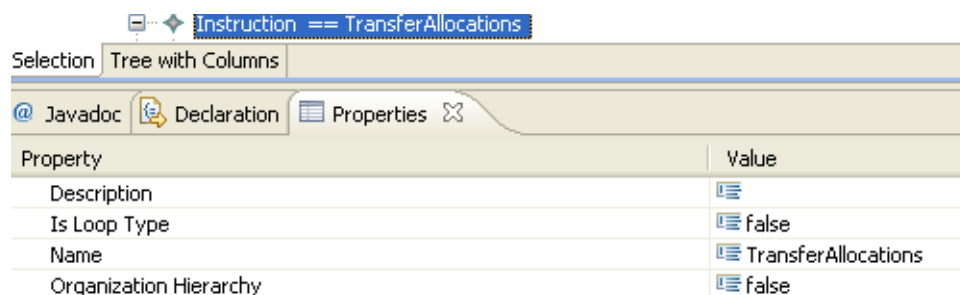 Instruction == TransferAllocations
Selection Tree with Columns
@ Javadoc Declaration Properties
Property Value
Description
Is Loop Type false
Name TransferAllocations
Organization Hierarchy false